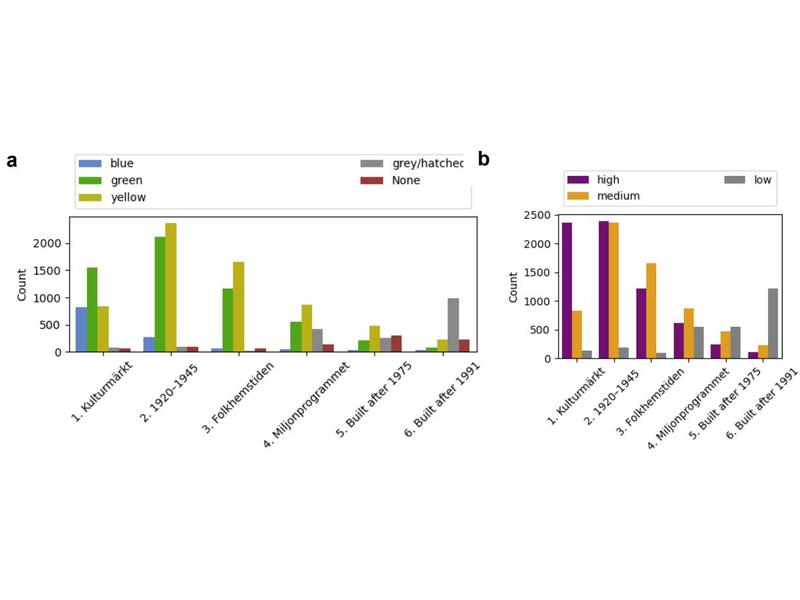 a
blue
green
yellow
grey/hatched
None
Count
2000
1500
1000
500
0
1. Kulturmärkt
2. 1920–1945
3. Folkhemstiden
4. Miljonprogrammet
5. Built after 1975
6. Built after 1991
b
high
medium
low
Count
2500
2000
1500
1000
500
0
1. Kulturmärkt
2. 1920–1945
3. Folkhemstiden
4. Miljonprogrammet
5. Built after 1975
6. Built after 1991